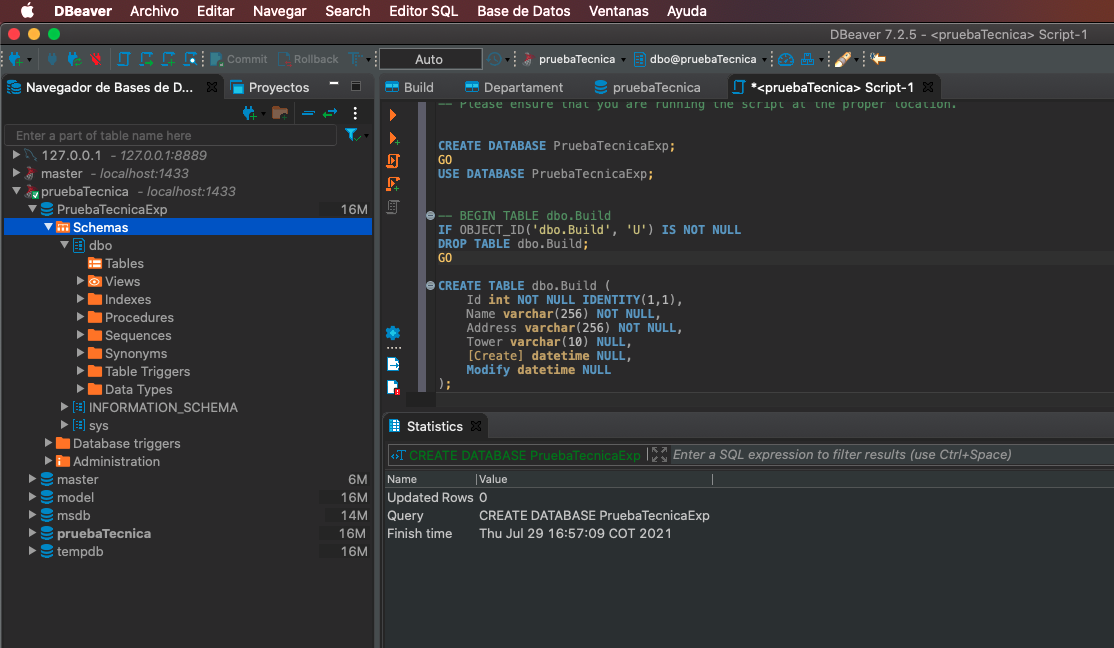 DBeaver Archivo Editar Navegar Search Editor SQL Base de Datos Ventanas Ayuda
DBeaver 7.2.5 - <pruebaTecnica> Script-1
Commit Rollback T Auto pruebaTecnica dbo@pruebaTecnica
Navegador de Bases de D... Proyectos
Enter a part of table name here
127.0.0.1 - 127.0.0.1:8889
master - localhost:1433
pruebaTecnica - localhost:1433
PruebaTecnicaExp 16M
Schemas
dbo
Tables
Views
Indexes
Procedures
Sequences
Synonyms
Table Triggers
Data Types
INFORMATION_SCHEMA
sys
Database triggers
Administration
master 6M
model 16M
msdb 14M
pruebaTecnica 16M
tempdb 16M
Build Departament pruebaTecnica *<pruebaTecnica> Script-1
-- Please ensure that you are running the script at the proper location.
CREATE DATABASE PruebaTecnicaExp;
GO
USE DATABASE PruebaTecnicaExp;
-- BEGIN TABLE dbo.Build
IF OBJECT_ID('dbo.Build', 'U') IS NOT NULL
DROP TABLE dbo.Build;
GO
CREATE TABLE dbo.Build (
Id int NOT NULL IDENTITY(1,1),
Name varchar(256) NOT NULL,
Address varchar(256) NOT NULL,
Tower varchar(10) NULL,
[Create] datetime NULL,
Modify datetime NULL
);
Statistics
CREATE DATABASE PruebaTecnicaExp Enter a SQL expression to filter results (use Ctrl+Space)
Name Value
Updated Rows 0
Query CREATE DATABASE PruebaTecnicaExp
Finish time Thu Jul 29 16:57:09 COT 2021